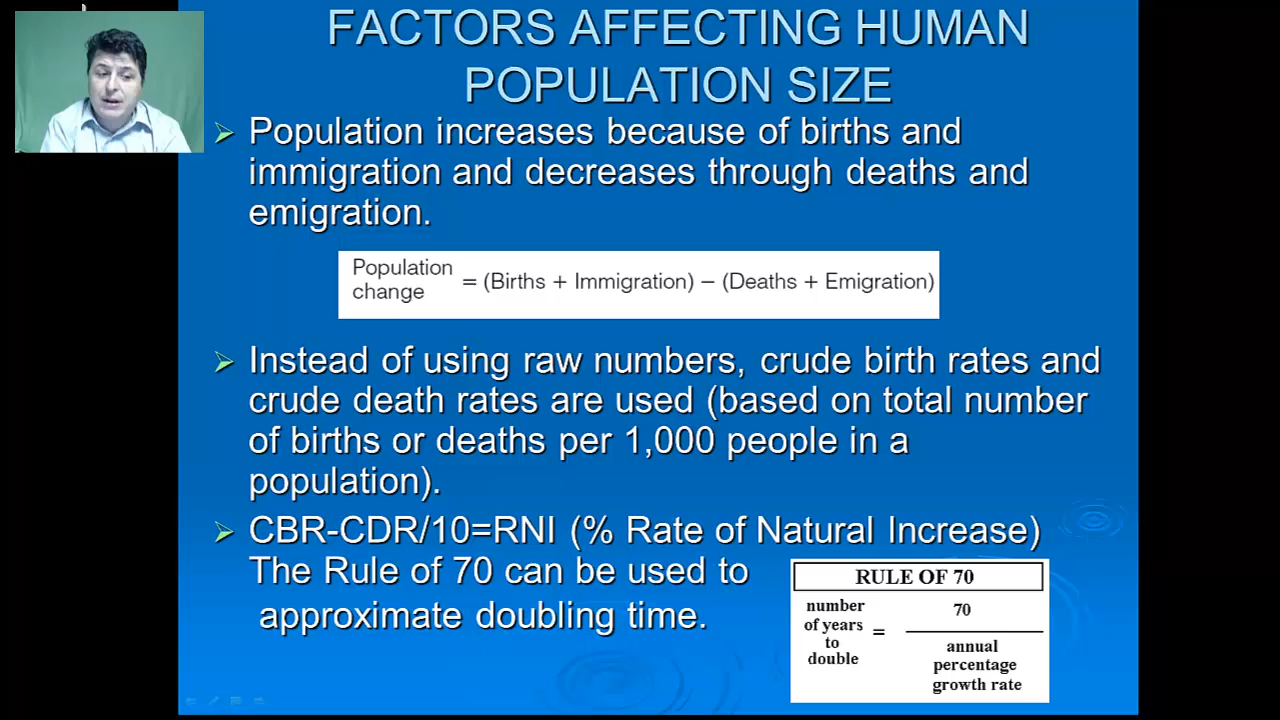 FACTORS AFFECTING HUMAN
POPULATION SIZE
Population increases because of births and
immigration and decreases through deaths and
emigration.
Population
change = (Births + Immigration) − (Deaths + Emigration)
Instead of using raw numbers, crude birth rates and
crude death rates are used (based on total number
of births or deaths per 1,000 people in a
population).
CBR-CDR/10=RNI (% Rate of Natural Increase)
The Rule of 70 can be used to
approximate doubling time.
RULE OF 70
number
of years
to
double
=
70
annual
percentage
growth rate